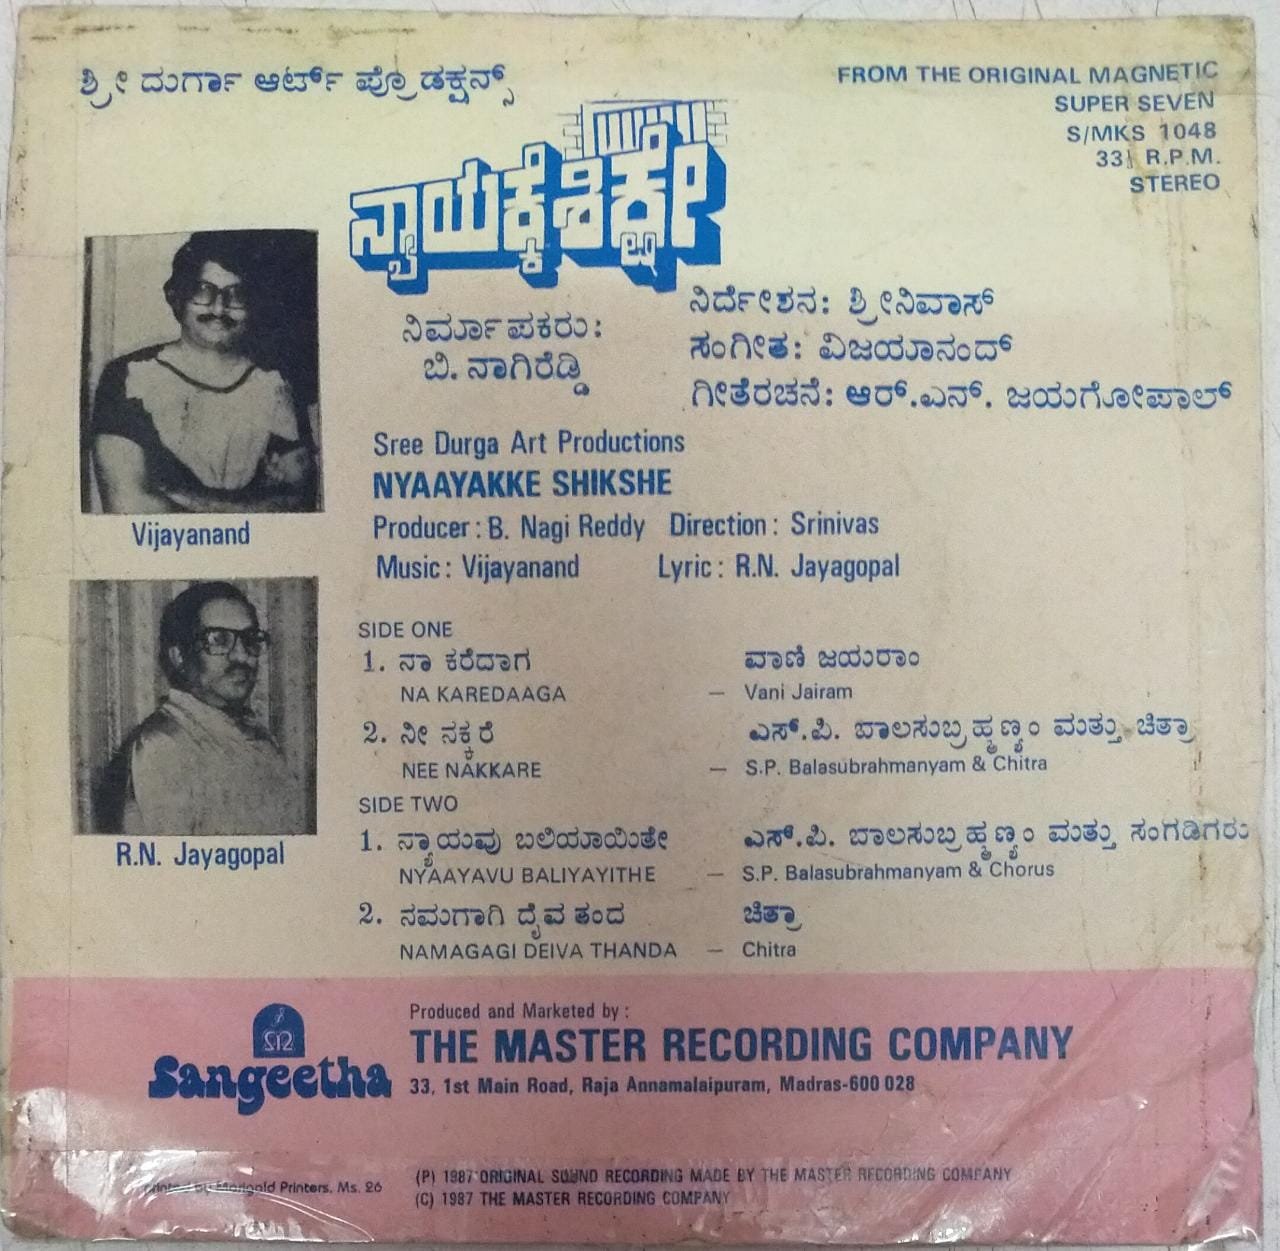 ಶ್ರೀ ದುರ್ಗಾ ಆರ್ಟ್ ಪ್ರೊಡಕ್ಷನ್ಸ್
FROM THE ORIGINAL MAGNETIC
SUPER SEVEN
S/MKS 1048
33⅓ R.P.M.
STEREO
ನ್ಯಾಯಕ್ಕೆ ಶಿಕ್ಷೇ
ನಿರ್ಮಾಪಕರು:
ಬಿ. ನಾಗಿರೆಡ್ಡಿ
ನಿರ್ದೇಶನ: ಶ್ರೀನಿವಾಸ್
ಸಂಗೀತ: ವಿಜಯಾನಂದ್
ಗೀತೆರಚನೆ: ಆರ್.ಎನ್. ಜಯಗೋಪಾಲ್
Sree Durga Art Productions
NYAAYAKKE SHIKSHE
Producer: B. Nagi Reddy Direction: Srinivas
Music: Vijayanand Lyric: R.N. Jayagopal
Vijayanand
R.N. Jayagopal
SIDE ONE
1. ನಾ ಕರೆದಾಗ ವಾಣಿ ಜಯರಾಂ
NA KAREDAAGA – Vani Jairam
2. ನೀ ನಕ್ಕರೆ ಎಸ್.ಪಿ. ಬಾಲಸುಬ್ರಹ್ಮಣ್ಯಂ ಮತ್ತು ಚಿತ್ರಾ
NEE NAKKARE – S.P. Balasubrahmanyam & Chitra
SIDE TWO
1. ನ್ಯಾಯವು ಬಲಿಯಾಯಿತೇ ಎಸ್.ಪಿ. ಬಾಲಸುಬ್ರಹ್ಮಣ್ಯಂ ಮತ್ತು ಸಂಗಡಿಗರು
NYAAYAVU BALIYAYITHE – S.P. Balasubrahmanyam & Chorus
2. ನಮಗಾಗಿ ದೈವ ತಂದ ಚಿತ್ರಾ
NAMAGAGI DEIVA THANDA – Chitra
Sangeetha
Produced and Marketed by :
THE MASTER RECORDING COMPANY
33, 1st Main Road, Raja Annamalaipuram, Madras-600 028
printed by Marigold Printers, Ms. 26
(P) 1987 ORIGINAL SOUND RECORDING MADE BY THE MASTER RECORDING COMPANY
(C) 1987 THE MASTER RECORDING COMPANY